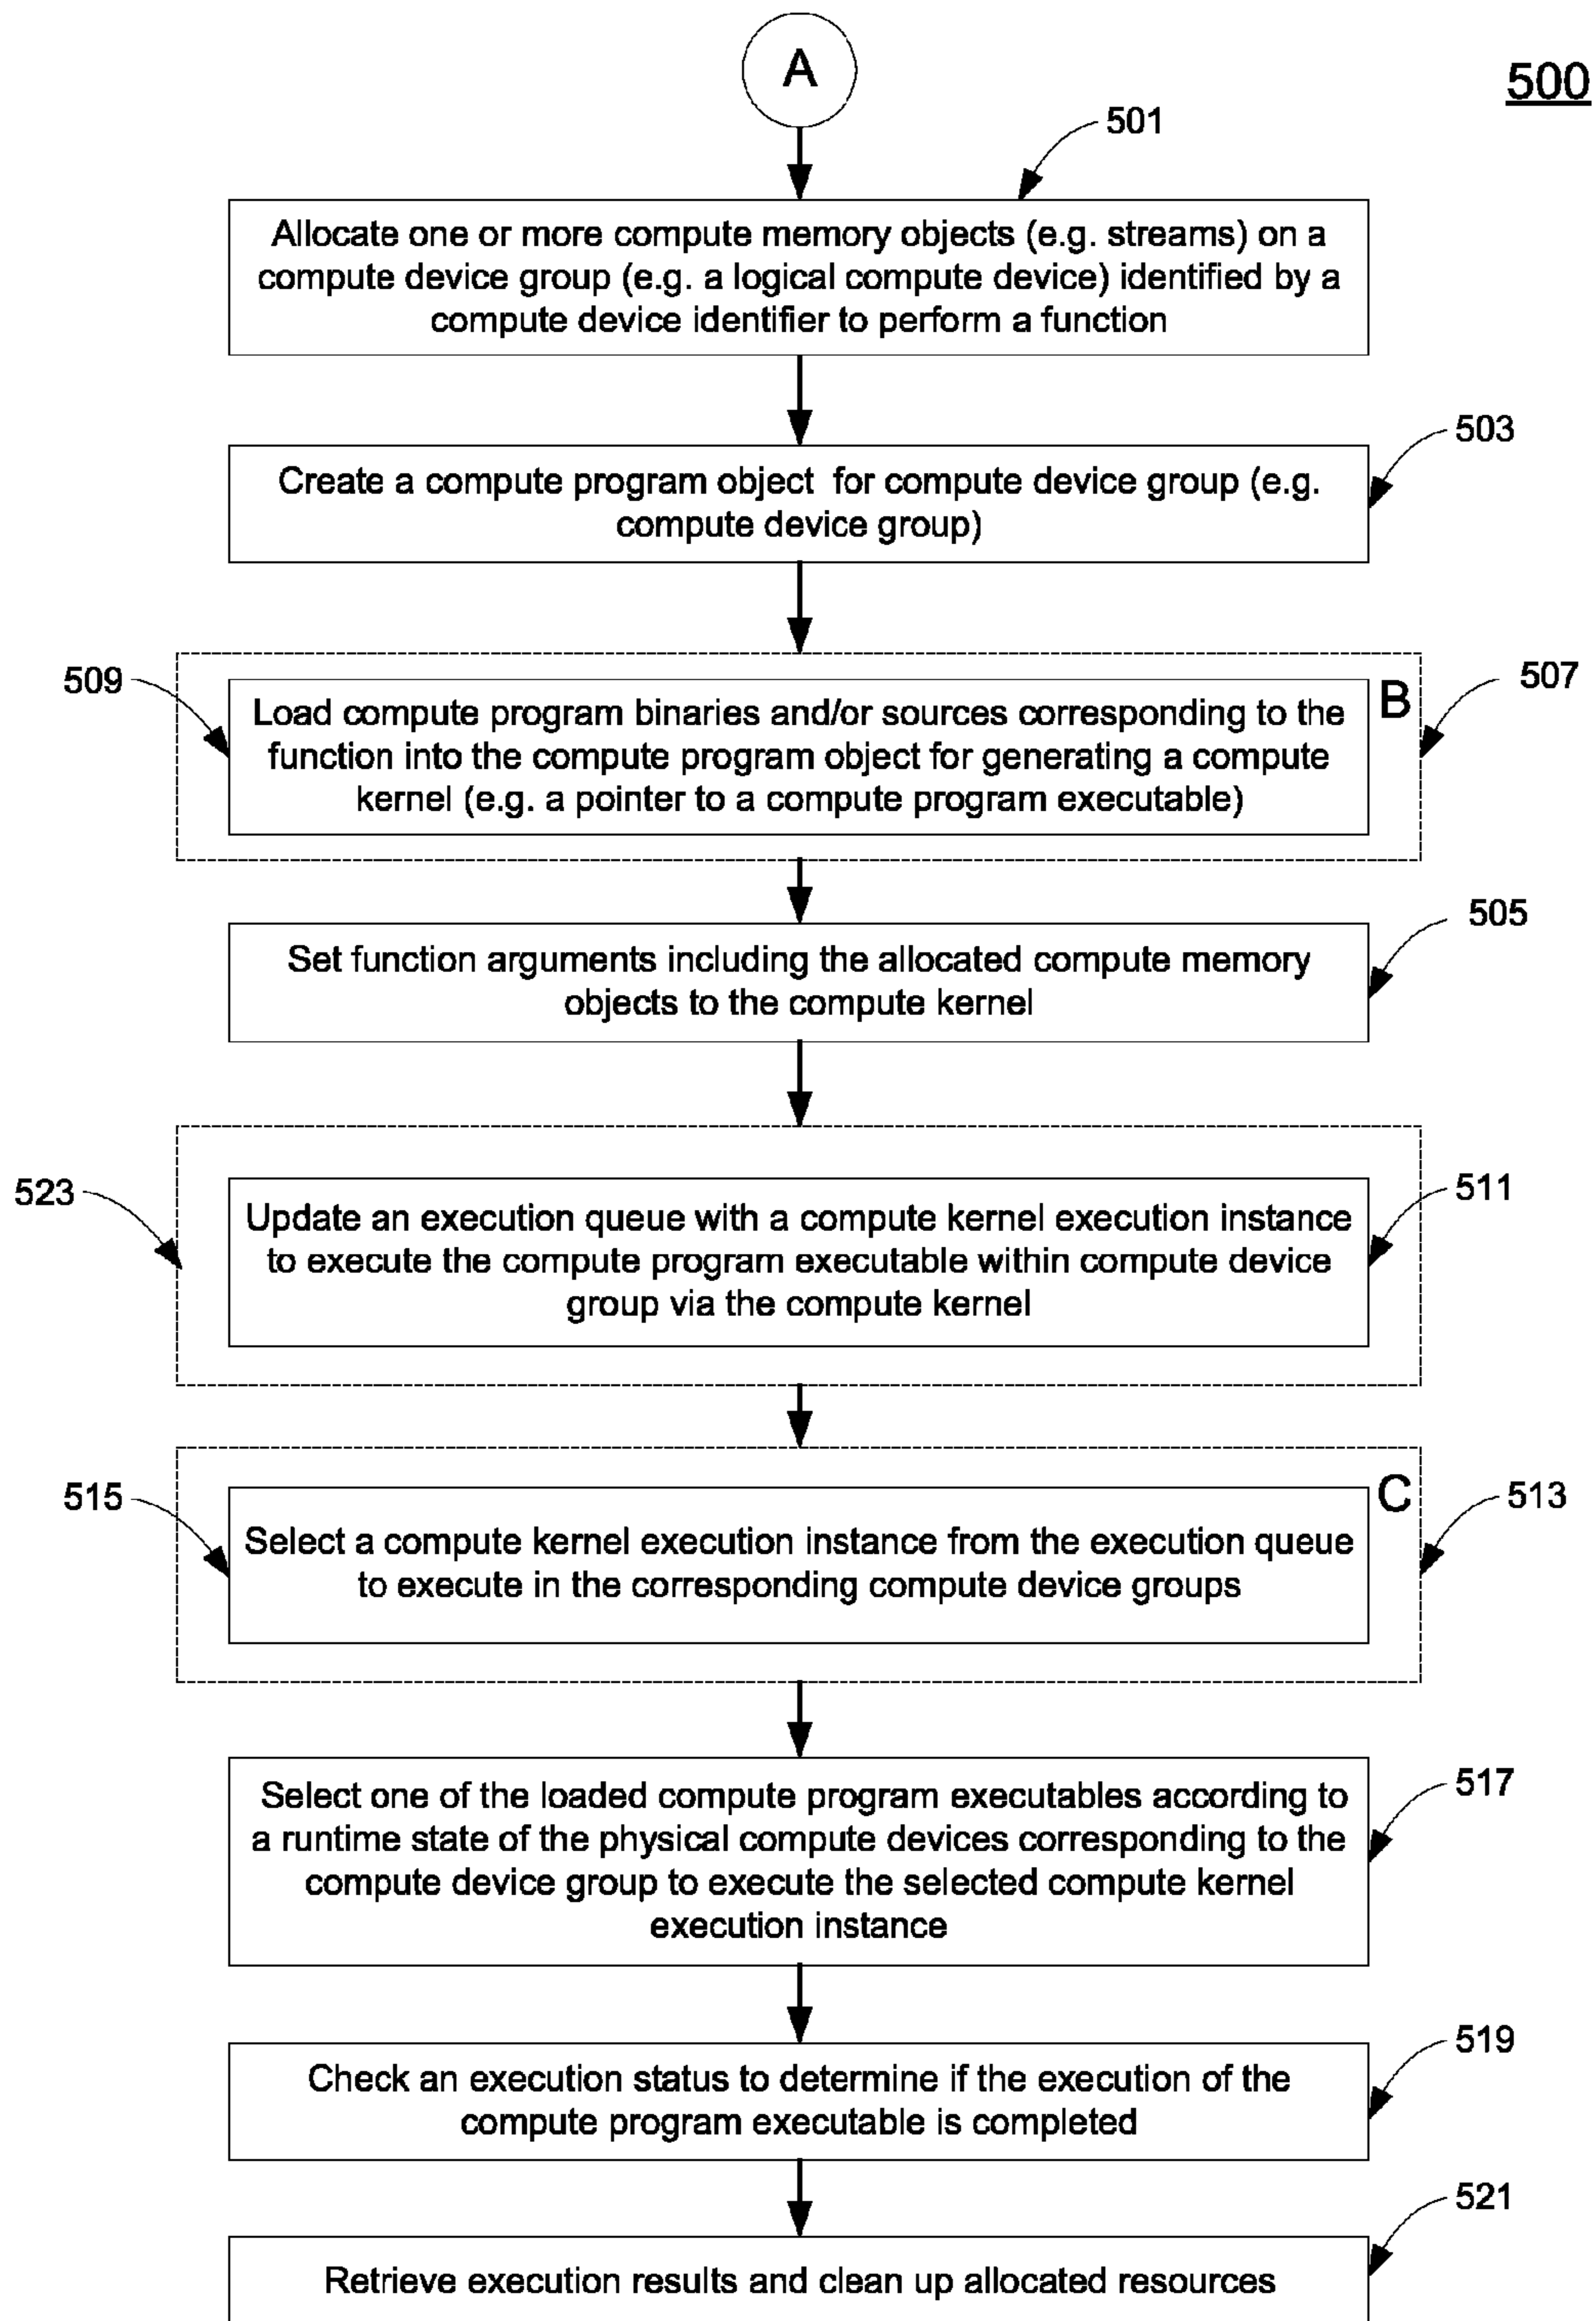 A
500
501
Allocate one or more compute memory objects (e.g. streams) on a
compute device group (e.g. a logical compute device) identified by a
compute device identifier to perform a function
503
Create a compute program object for compute device group (e.g.
compute device group)
509
B
507
Load compute program binaries and/or sources corresponding to the
function into the compute program object for generating a compute
kernel (e.g. a pointer to a compute program executable)
505
Set function arguments including the allocated compute memory
objects to the compute kernel
523
511
Update an execution queue with a compute kernel execution instance
to execute the compute program executable within compute device
group via the compute kernel
515
C
513
Select a compute kernel execution instance from the execution queue
to execute in the corresponding compute device groups
517
Select one of the loaded compute program executables according to
a runtime state of the physical compute devices corresponding to the
compute device group to execute the selected compute kernel
execution instance
519
Check an execution status to determine if the execution of the
compute program executable is completed
521
Retrieve execution results and clean up allocated resources